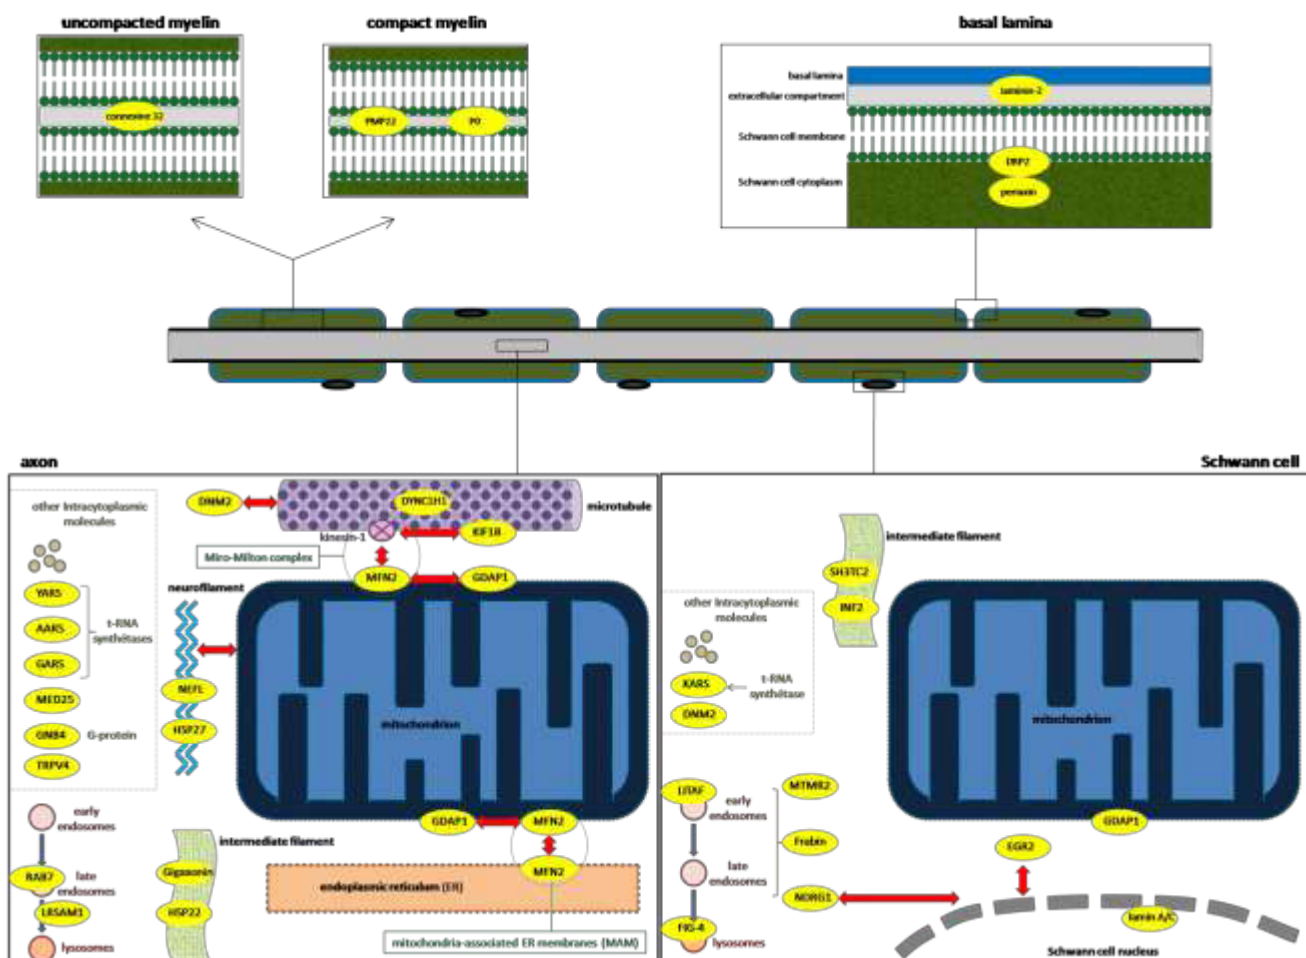 uncompacted myelin
compact myelin
basal lamina
connexine 32
PMP22
P0
basal lamina
extracellular compartment
Schwann cell membrane
Schwann cell cytoplasm
laminin-2
DRP2
periaxin
axon
other Intracytoplasmic
molecules
YARS
AARS
GARS
t-RNA
synthétases
MED25
GNB4
G-protein
TRPV4
early
endosomes
RAB7
late
endosomes
LRSAM1
lysosomes
DNM2
DYNC1H1
microtubule
kinesin-1
KIF1B
Miro-Milton complex
MFN2
GDAP1
neurofilament
NEFL
HSP27
mitochondrion
GDAP1
MFN2
intermediate filament
Gigaxonin
HSP22
MFN2
endoplasmic reticulum (ER)
mitochondria-associated ER membranes (MAM)
Schwann cell
intermediate filament
SH3TC2
INF2
other Intracytoplasmic
molecules
KARS
t-RNA
synthétase
DNM2
mitochondrion
LITAF
early
endosomes
late
endosomes
FIG-4
lysosomes
MTMR2
Frabin
NDRG1
GDAP1
EGR2
lamin A/C
Schwann cell nucleus